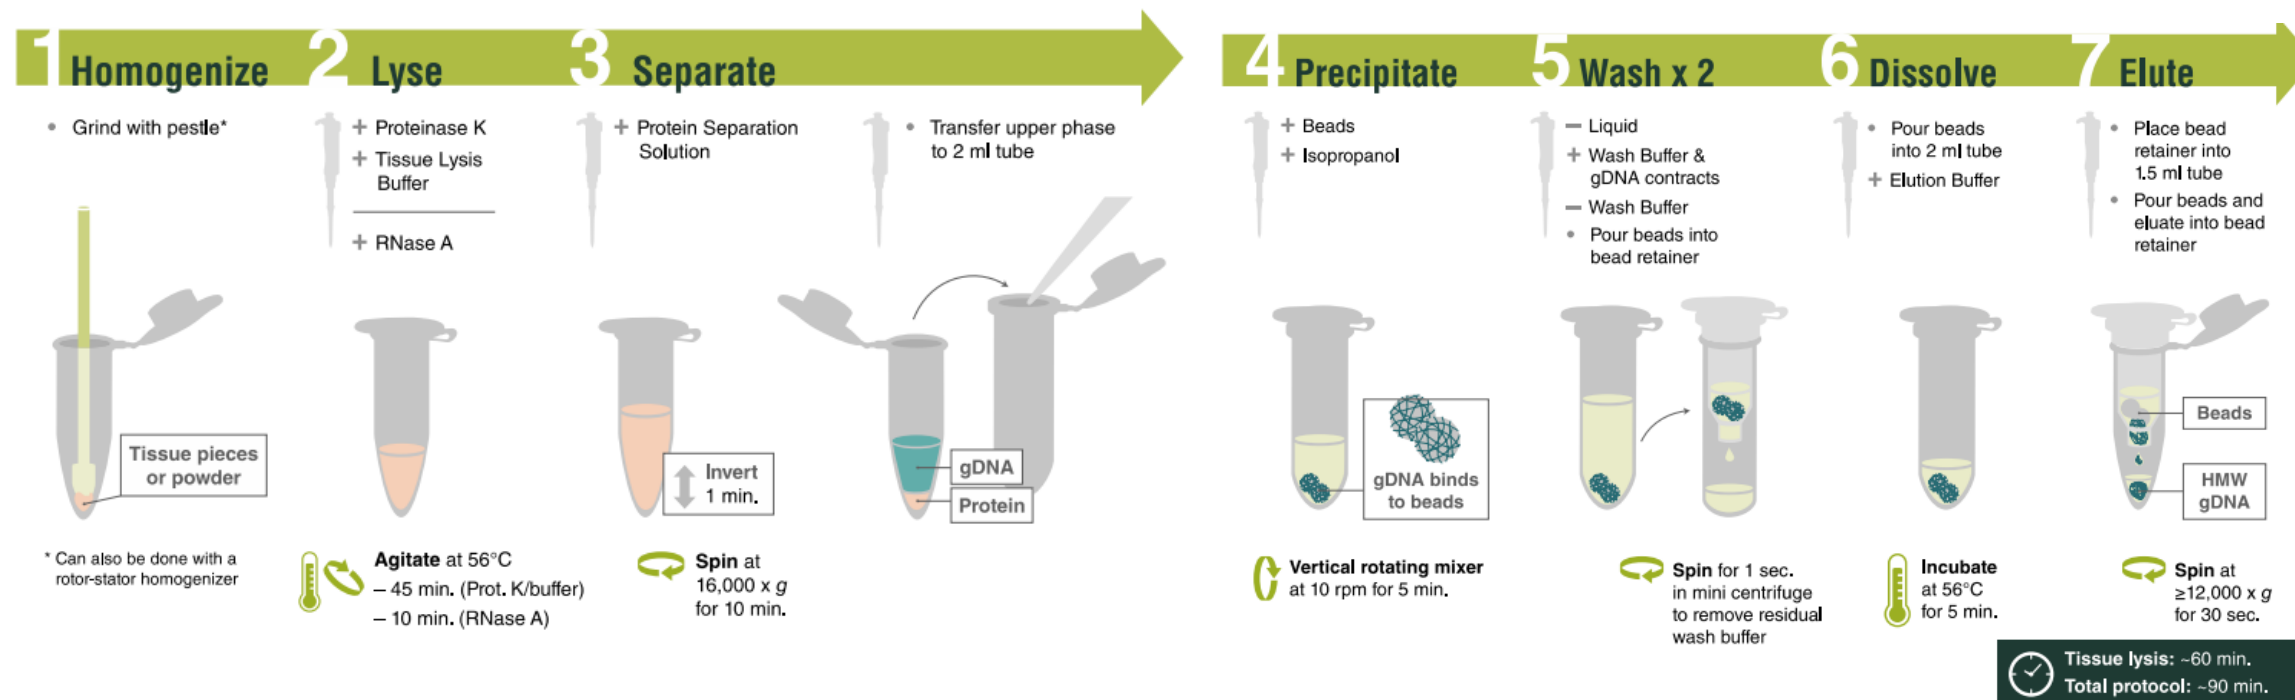 1 Homogenize
• Grind with pestle*
Tissue pieces
or powder
* Can also be done with a
rotor-stator homogenizer
2 Lyse
+ Proteinase K
+ Tissue Lysis
Buffer
+ RNase A
Agitate at 56°C
– 45 min. (Prot. K/buffer)
– 10 min. (RNase A)
3 Separate
+ Protein Separation
Solution
Invert
1 min.
Spin at
16,000 x g
for 10 min.
• Transfer upper phase
to 2 ml tube
gDNA
Protein
4 Precipitate
+ Beads
+ Isopropanol
gDNA binds
to beads
Vertical rotating mixer
at 10 rpm for 5 min.
5 Wash x 2
– Liquid
+ Wash Buffer &
gDNA contracts
– Wash Buffer
• Pour beads into
bead retainer
Spin for 1 sec.
in mini centrifuge
to remove residual
wash buffer
6 Dissolve
• Pour beads
into 2 ml tube
+ Elution Buffer
Incubate
at 56°C
for 5 min.
7 Elute
• Place bead
retainer into
1.5 ml tube
• Pour beads and
eluate into bead
retainer
Beads
HMW
gDNA
Spin at
≥12,000 x g
for 30 sec.
Tissue lysis: ~60 min.
Total protocol: ~90 min.